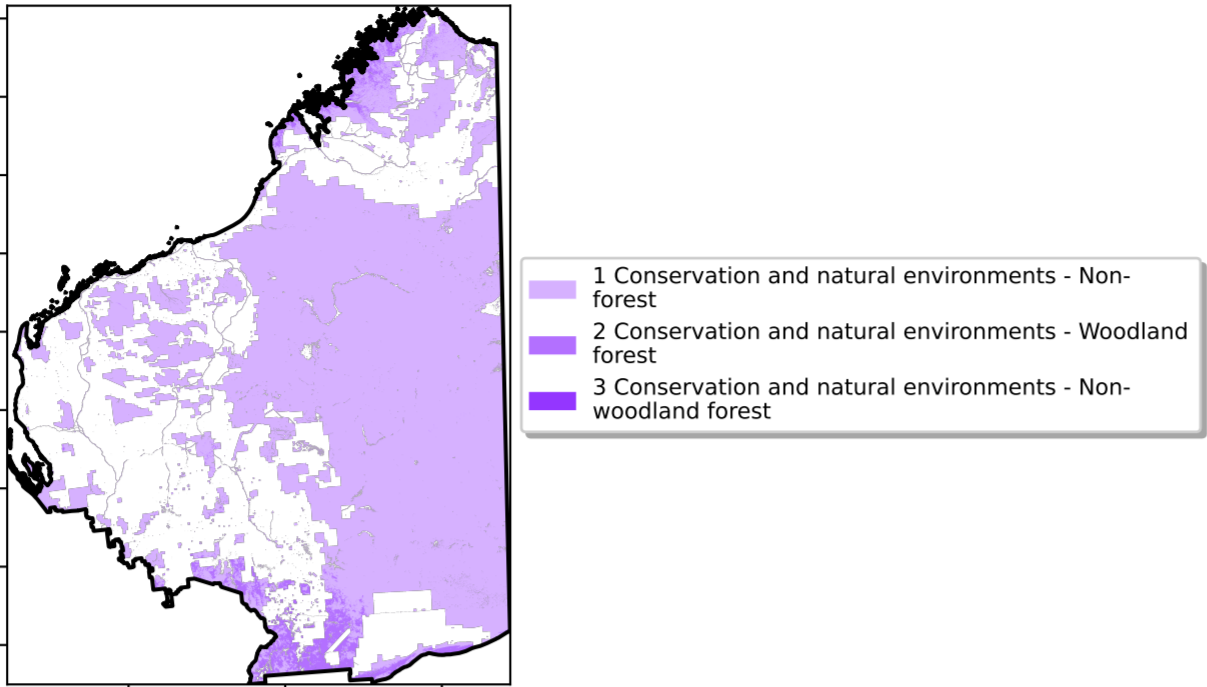 1 Conservation and natural environments - Non-
forest
2 Conservation and natural environments - Woodland
forest
3 Conservation and natural environments - Non-
woodland forest